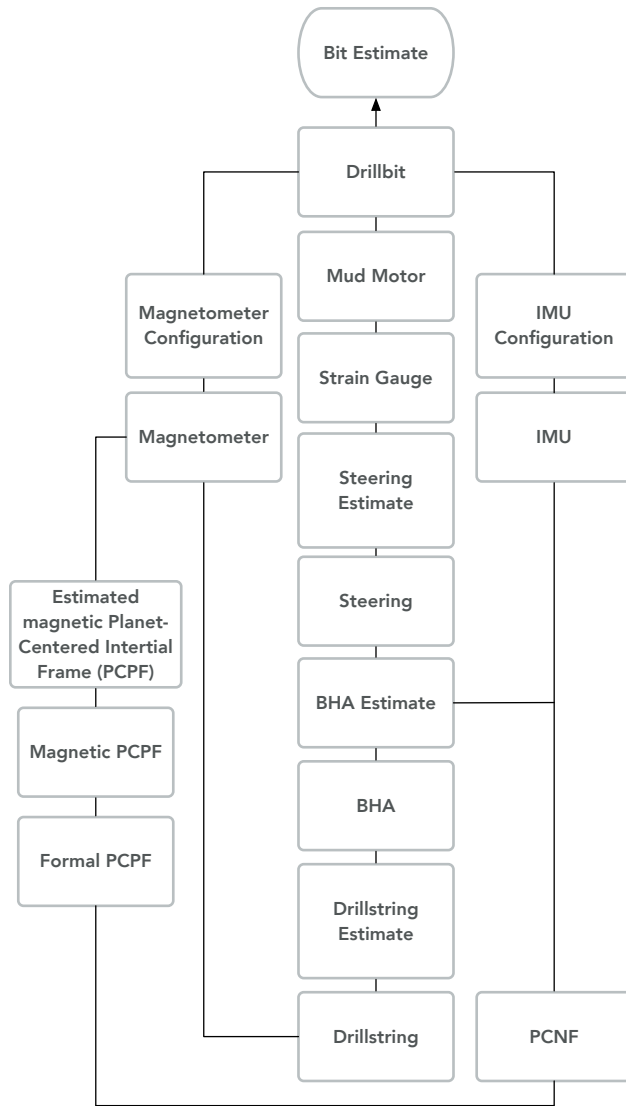 Bit Estimate
Drillbit
Mud Motor
Magnetometer
Configuration
IMU
Configuration
Strain Gauge
Magnetometer
IMU
Steering
Estimate
Steering
Estimated
magnetic Planet-
Centered Intertial
Frame (PCPF)
BHA Estimate
Magnetic PCPF
BHA
Formal PCPF
Drillstring
Estimate
Drillstring
PCNF